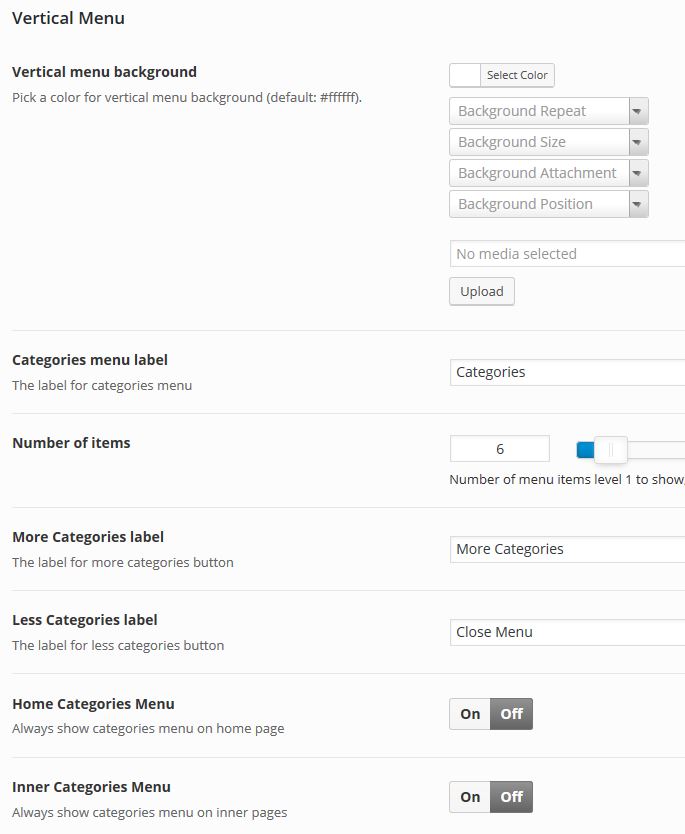 Vertical Menu
Vertical menu background
Pick a color for vertical menu background (default: #ffffff).
Select Color
Background Repeat
Background Size
Background Attachment
Background Position
No media selected
Upload
Categories menu label
The label for categories menu
Categories
Number of items
6
Number of menu items level 1 to show,
More Categories label
The label for more categories button
More Categories
Less Categories label
The label for less categories button
Close Menu
Home Categories Menu
Always show categories menu on home page
On Off
Inner Categories Menu
Always show categories menu on inner pages
On Off